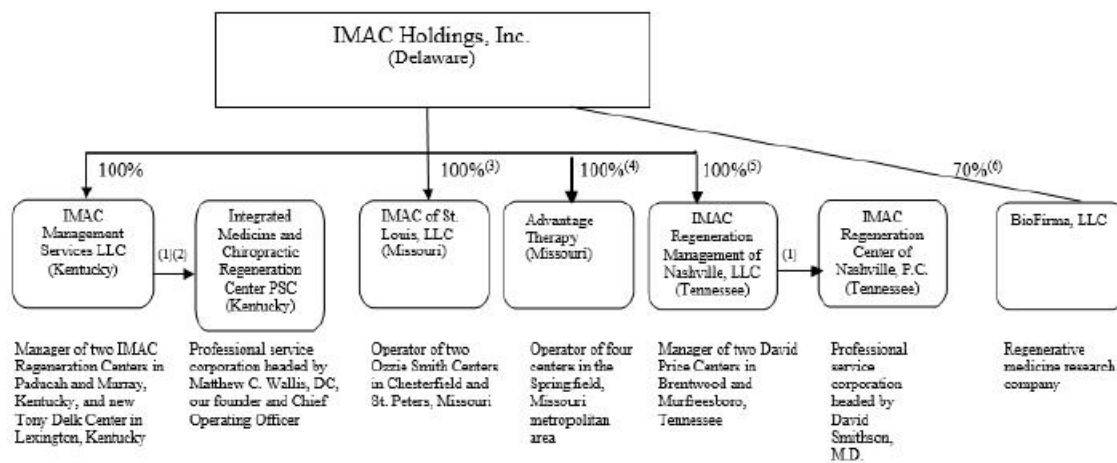 IMAC Holdings, Inc.
(Delaware)
100%
100%(3)
100%(4)
100%(5)
70%(6)
IMAC
Management
Services LLC
(Kentucky)
(1)(2)
Integrated
Medicine and
Chiropractic
Regeneration
Center PSC
(Kentucky)
IMAC of St.
Louis, LLC
(Missouri)
Advantage
Therapy
(Missouri)
IMAC
Regeneration
Management of
Nashville, LLC
(Tennessee)
(1)
IMAC
Regeneration
Center of
Nashville, P.C.
(Tennessee)
BioFirma, LLC
Manager of two IMAC
Regeneration Centers in
Paducah and Murray,
Kentucky, and new
Tony Delk Center in
Lexington, Kentucky
Professional service
corporation headed by
Matthew C. Wallis, DC,
our founder and Chief
Operating Officer
Operator of two
Ozzie Smith Centers
in Chesterfield and
St. Peters, Missouri
Operator of four
centers in the
Springfield,
Missouri
metropolitan
area
Manager of two David
Price Centers in
Brentwood and
Murfreesboro,
Tennessee
Professional
service
corporation
headed by
David
Smithson,
M.D.
Regenerative
medicine research
company